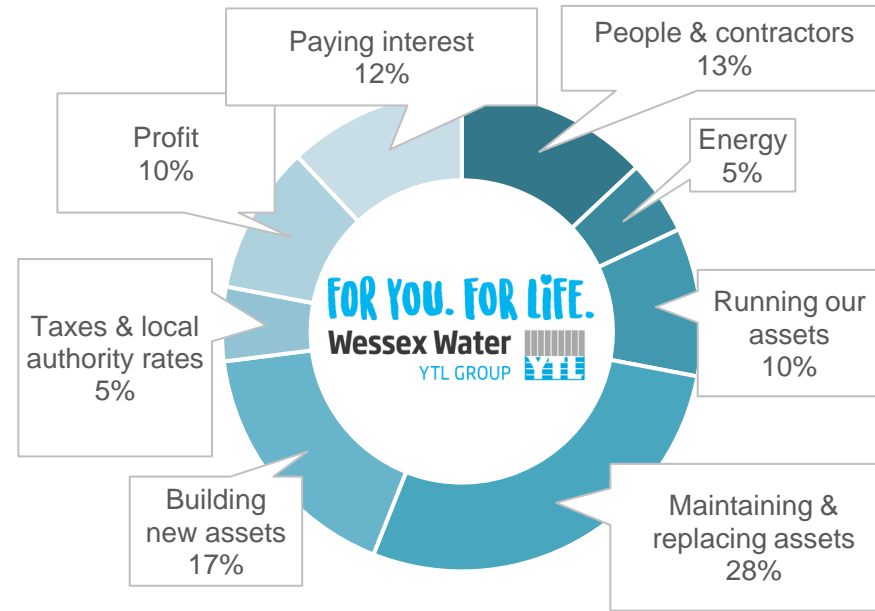 Paying interest
12%
People & contractors
13%
Profit
10%
Energy
5%
FOR YOU. FOR LiFE.
Wessex Water
YTL GROUP
YTL
Taxes & local
authority rates
5%
Running our
assets
10%
Building
new assets
17%
Maintaining &
replacing assets
28%